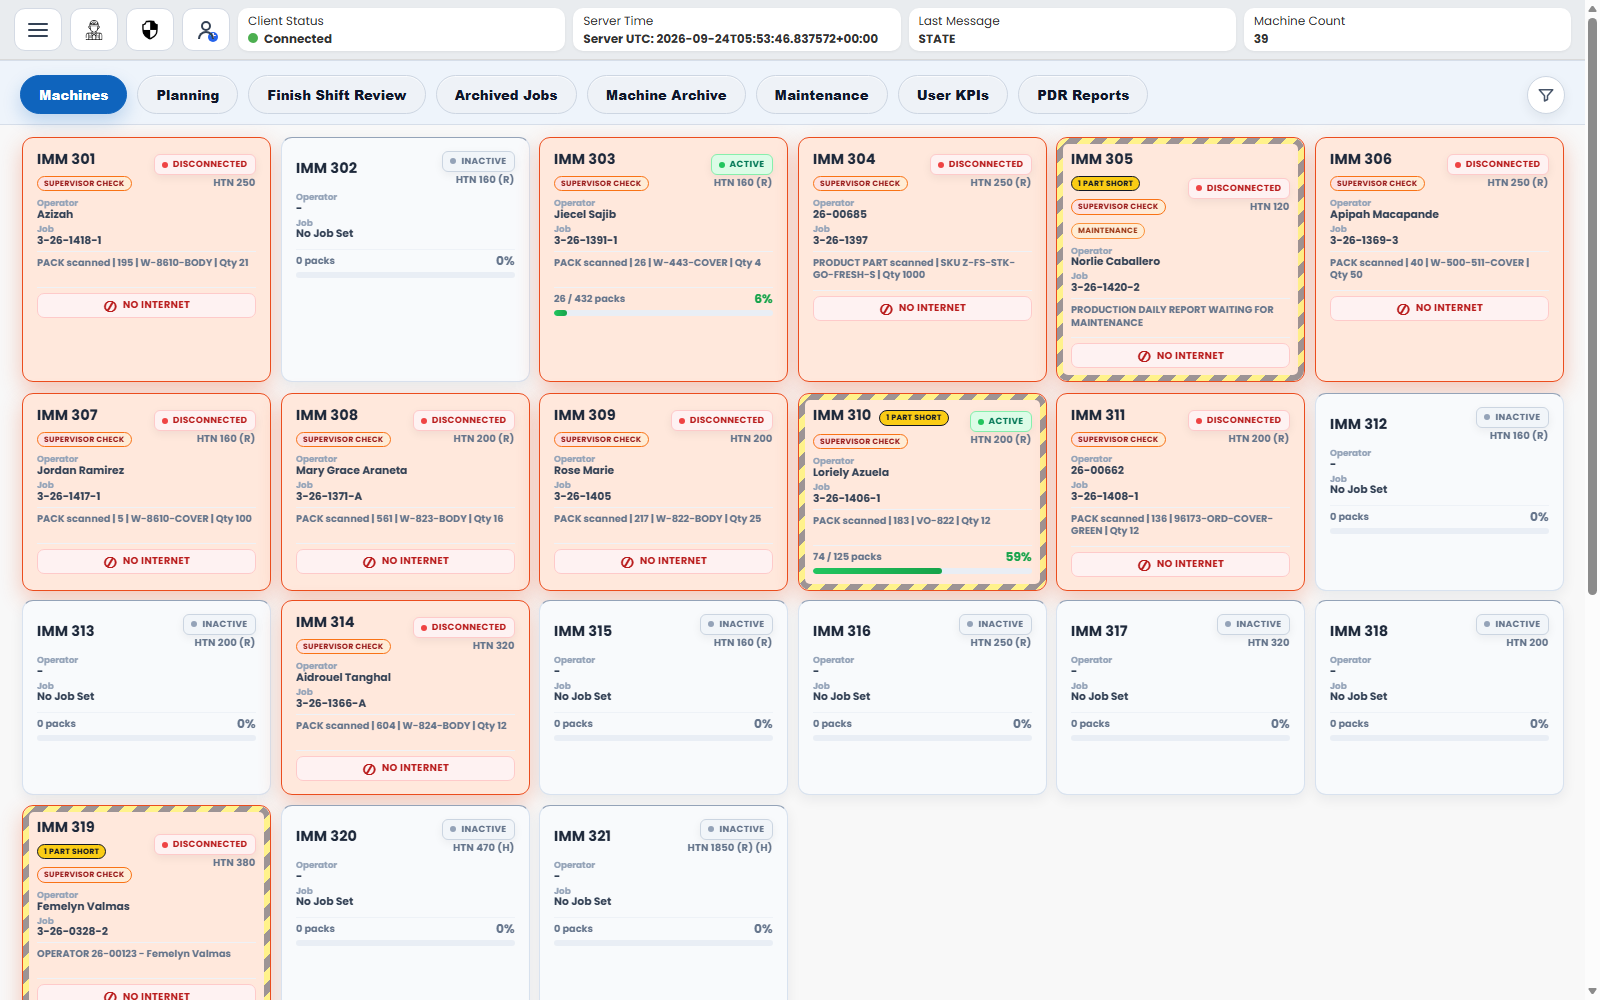 Client Status
Connected
Server Time
Server UTC: 2026-09-24T05:53:46.837572+00:00
Last Message
STATE
Machine Count
39
Machines
Planning
Finish Shift Review
Archived Jobs
Machine Archive
Maintenance
User KPIs
PDR Reports
IMM 301
DISCONNECTED
SUPERVISOR CHECK
HTN 250
Operator
Azizah
Job
3-26-1418-1
PACK scanned | 195 | W-8610-BODY | Qty 21
NO INTERNET
IMM 302
INACTIVE
HTN 160 (R)
Operator
-
Job
No Job Set
0 packs
0%
IMM 303
ACTIVE
SUPERVISOR CHECK
HTN 160 (R)
Operator
Jiecel Sajib
Job
3-26-1391-1
PACK scanned | 26 | W-443-COVER | Qty 4
26 / 432 packs
6%
IMM 304
DISCONNECTED
SUPERVISOR CHECK
HTN 250 (R)
Operator
26-00685
Job
3-26-1397
PRODUCT PART scanned | SKU Z-FS-STK-
GO-FRESH-S | Qty 1000
NO INTERNET
IMM 305
1 PART SHORT
DISCONNECTED
SUPERVISOR CHECK
HTN 120
MAINTENANCE
Operator
Norlie Caballero
Job
3-26-1420-2
PRODUCTION DAILY REPORT WAITING FOR
MAINTENANCE
NO INTERNET
IMM 306
DISCONNECTED
SUPERVISOR CHECK
HTN 250 (R)
Operator
Apipah Macapande
Job
3-26-1369-3
PACK scanned | 40 | W-500-511-COVER |
Qty 50
NO INTERNET
IMM 307
DISCONNECTED
SUPERVISOR CHECK
HTN 160 (R)
Operator
Jordan Ramirez
Job
3-26-1417-1
PACK scanned | 5 | W-8610-COVER | Qty 100
NO INTERNET
IMM 308
DISCONNECTED
SUPERVISOR CHECK
HTN 200 (R)
Operator
Mary Grace Araneta
Job
3-26-1371-A
PACK scanned | 561 | W-823-BODY | Qty 16
NO INTERNET
IMM 309
DISCONNECTED
SUPERVISOR CHECK
HTN 200
Operator
Rose Marie
Job
3-26-1405
PACK scanned | 217 | W-822-BODY | Qty 25
NO INTERNET
IMM 310
1 PART SHORT
ACTIVE
SUPERVISOR CHECK
HTN 200 (R)
Operator
Loriely Azuela
Job
3-26-1406-1
PACK scanned | 183 | VO-822 | Qty 12
74 / 125 packs
59%
IMM 311
DISCONNECTED
SUPERVISOR CHECK
HTN 200 (R)
Operator
26-00662
Job
3-26-1408-1
PACK scanned | 136 | 96173-ORD-COVER-
GREEN | Qty 12
NO INTERNET
IMM 312
INACTIVE
HTN 160 (R)
Operator
-
Job
No Job Set
0 packs
0%
IMM 313
INACTIVE
HTN 200 (R)
Operator
-
Job
No Job Set
0 packs
0%
IMM 314
DISCONNECTED
SUPERVISOR CHECK
HTN 320
Operator
Aidrouel Tanghal
Job
3-26-1366-A
PACK scanned | 604 | W-824-BODY | Qty 12
NO INTERNET
IMM 315
INACTIVE
HTN 160 (R)
Operator
-
Job
No Job Set
0 packs
0%
IMM 316
INACTIVE
HTN 250 (R)
Operator
-
Job
No Job Set
0 packs
0%
IMM 317
INACTIVE
HTN 320
Operator
-
Job
No Job Set
0 packs
0%
IMM 318
INACTIVE
HTN 200
Operator
-
Job
No Job Set
0 packs
0%
IMM 319
1 PART SHORT
DISCONNECTED
SUPERVISOR CHECK
HTN 380
Operator
Femelyn Valmas
Job
3-26-0328-2
OPERATOR 26-00123 - Femelyn Valmas
NO INTERNET
IMM 320
INACTIVE
HTN 470 (H)
Operator
-
Job
No Job Set
0 packs
0%
IMM 321
INACTIVE
HTN 1850 (R) (H)
Operator
-
Job
No Job Set
0 packs
0%